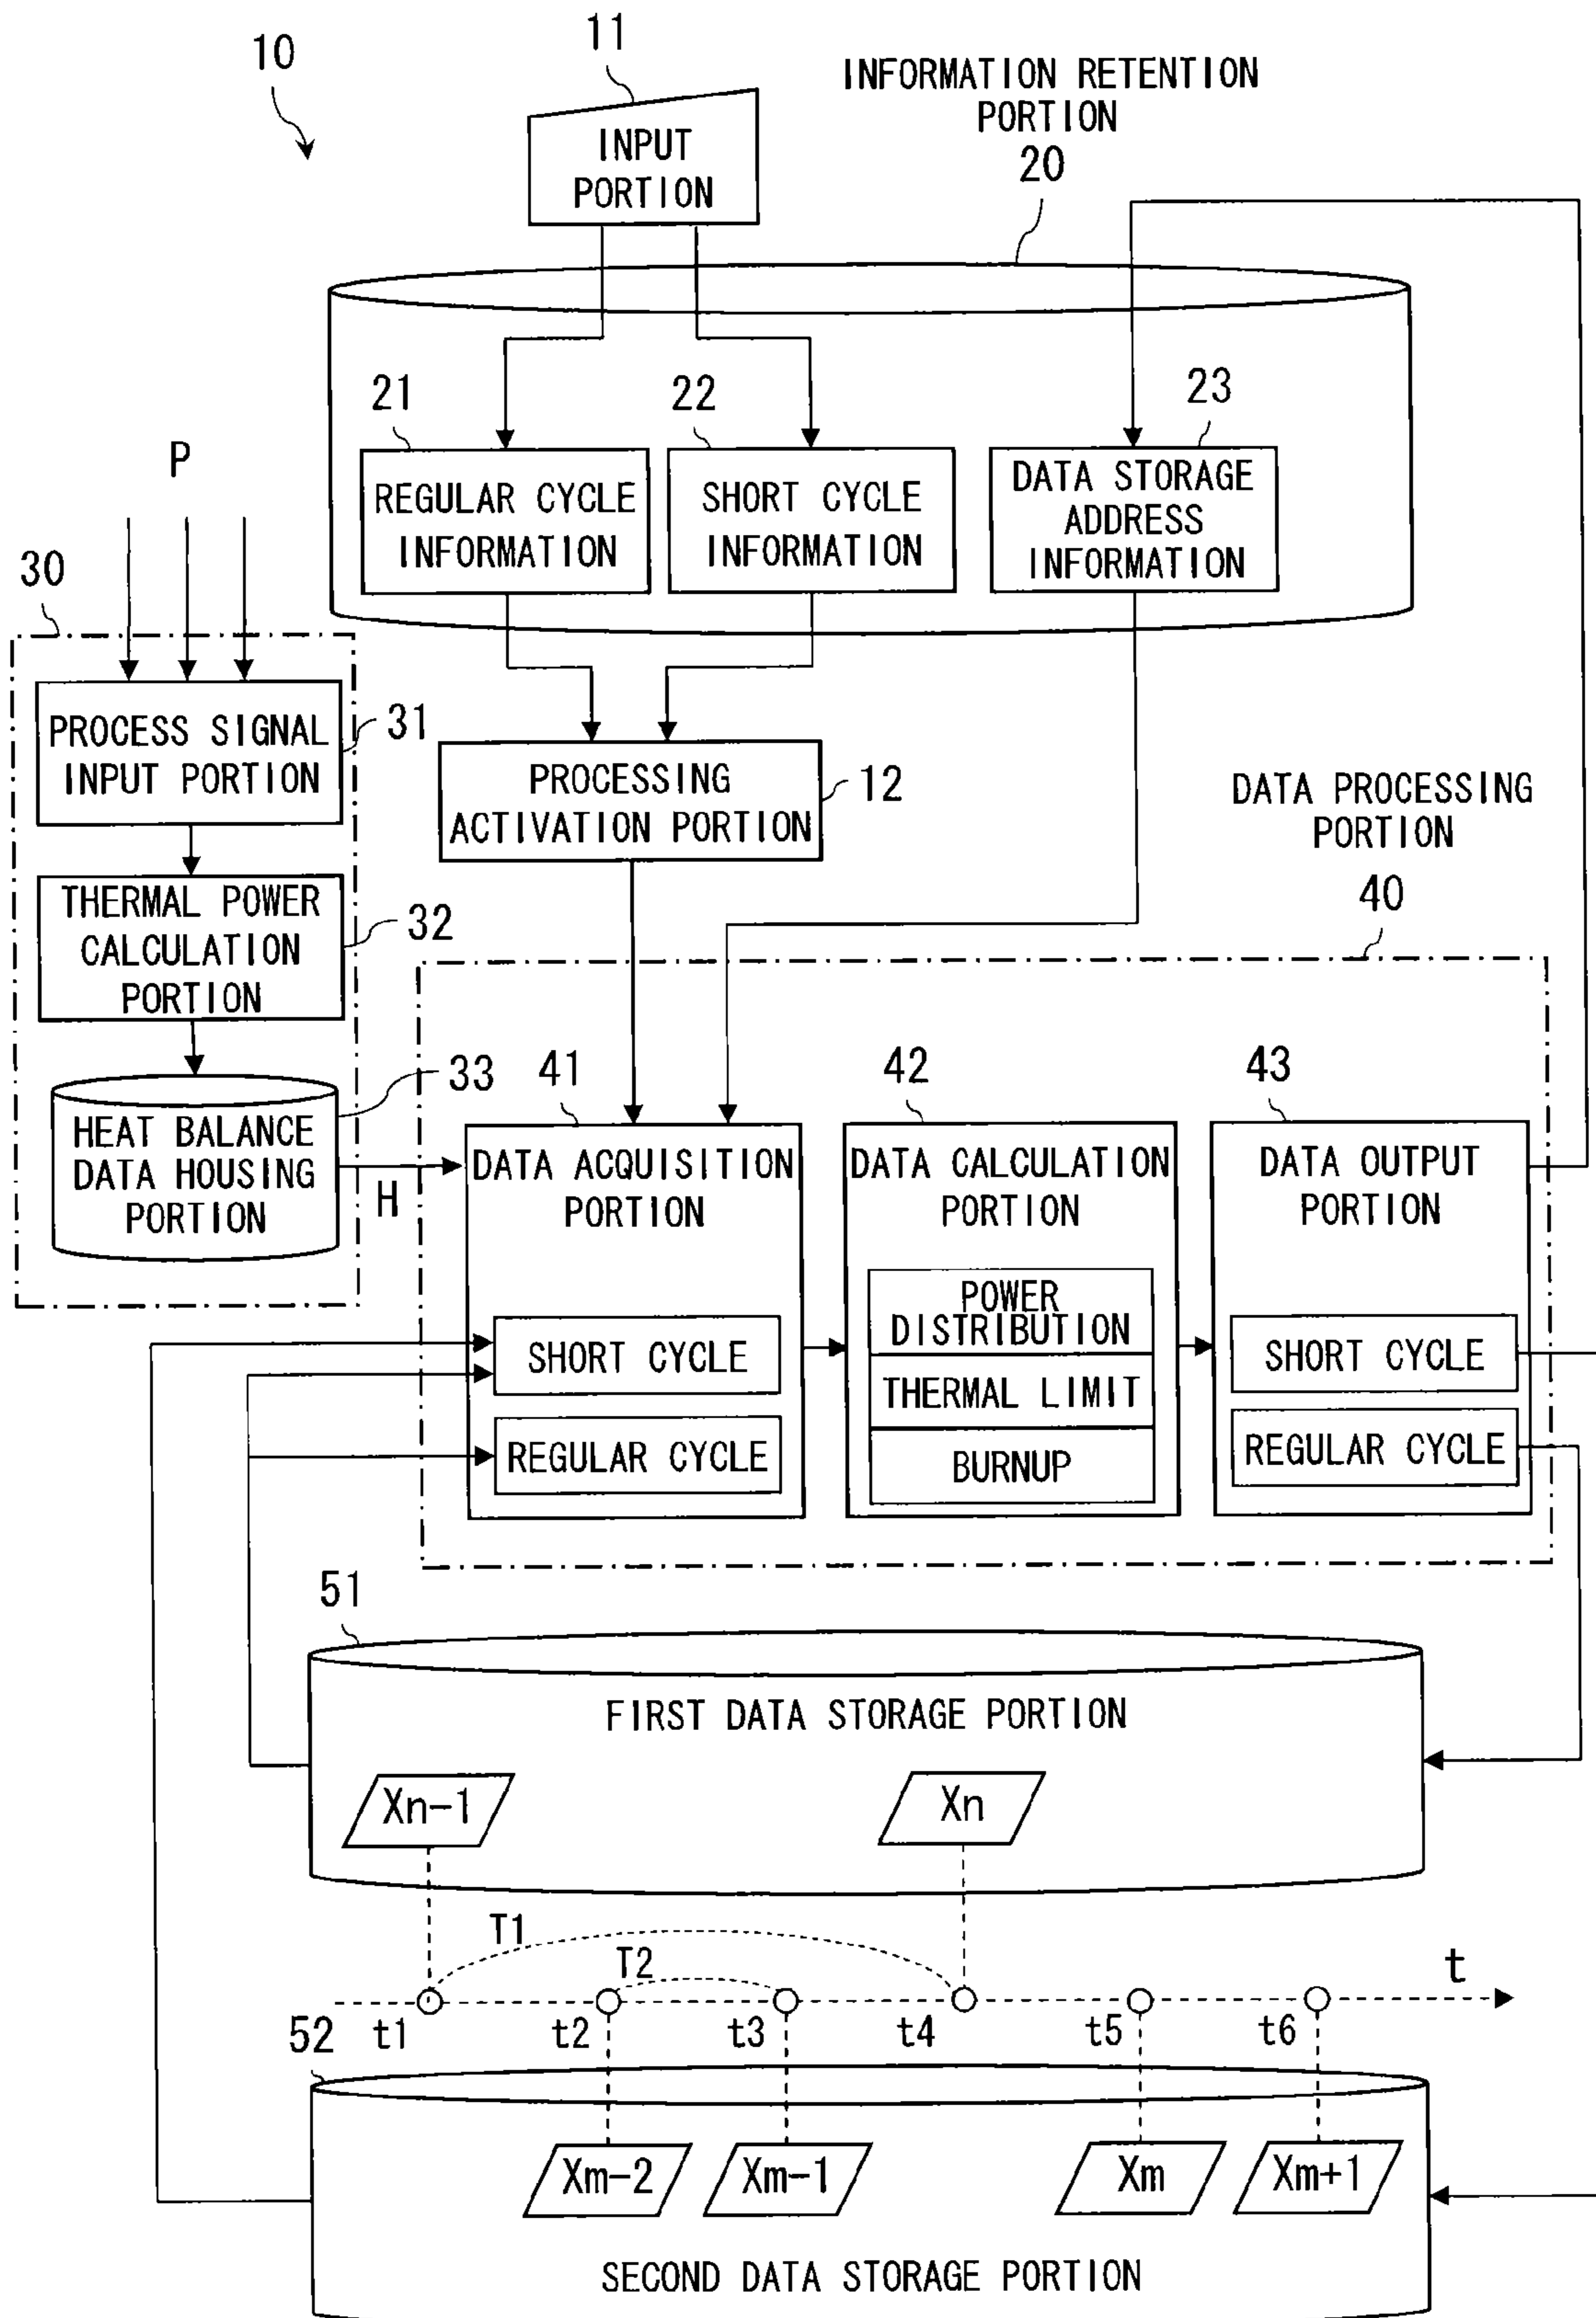 10
11
INPUT
PORTION
INFORMATION RETENTION
PORTION
20
21
REGULAR CYCLE
INFORMATION
22
SHORT CYCLE
INFORMATION
23
DATA STORAGE
ADDRESS
INFORMATION
P
30
PROCESS SIGNAL
INPUT PORTION
31
THERMAL POWER
CALCULATION
PORTION
32
HEAT BALANCE
DATA HOUSING
PORTION
33
H
PROCESSING
ACTIVATION PORTION
12
DATA PROCESSING
PORTION
40
41
DATA ACQUISITION
PORTION
SHORT CYCLE
REGULAR CYCLE
42
DATA CALCULATION
PORTION
POWER
DISTRIBUTION
THERMAL LIMIT
BURNUP
43
DATA OUTPUT
PORTION
SHORT CYCLE
REGULAR CYCLE
51
FIRST DATA STORAGE PORTION
Xn-1
Xn
T1
T2
t
t1
t2
t3
t4
t5
t6
52
Xm-2
Xm-1
Xm
Xm+1
SECOND DATA STORAGE PORTION